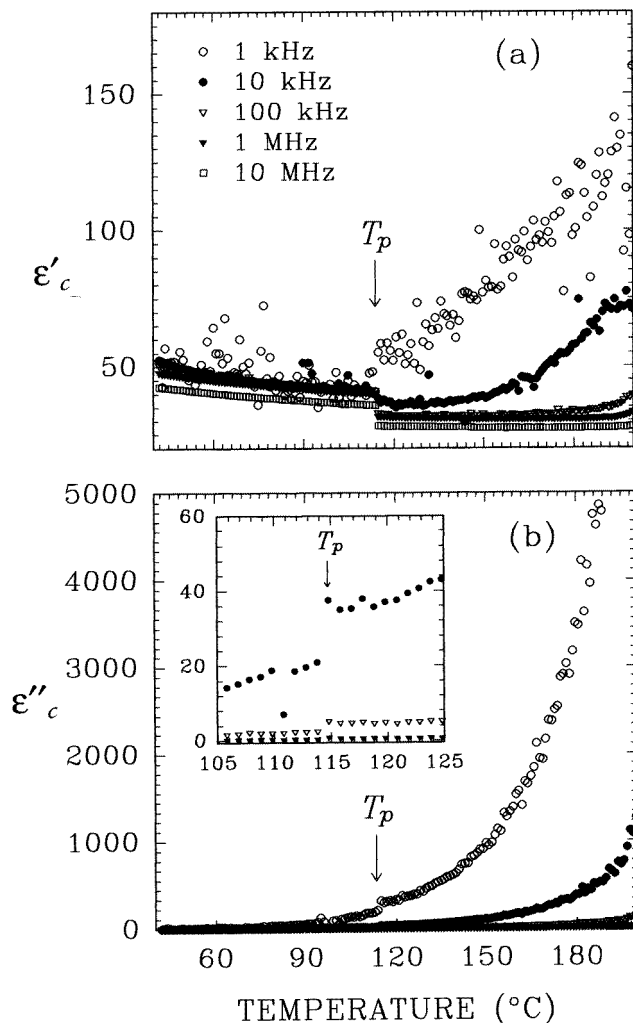 (a)
1 kHz
10 kHz
100 kHz
1 MHz
10 MHz
150
100
50
ε'c
Tp
5000
4000
3000
2000
1000
0
ε''c
(b)
60
40
20
0
105 110 115 120 125
Tp
Tp
60 90 120 150 180
TEMPERATURE (°C)